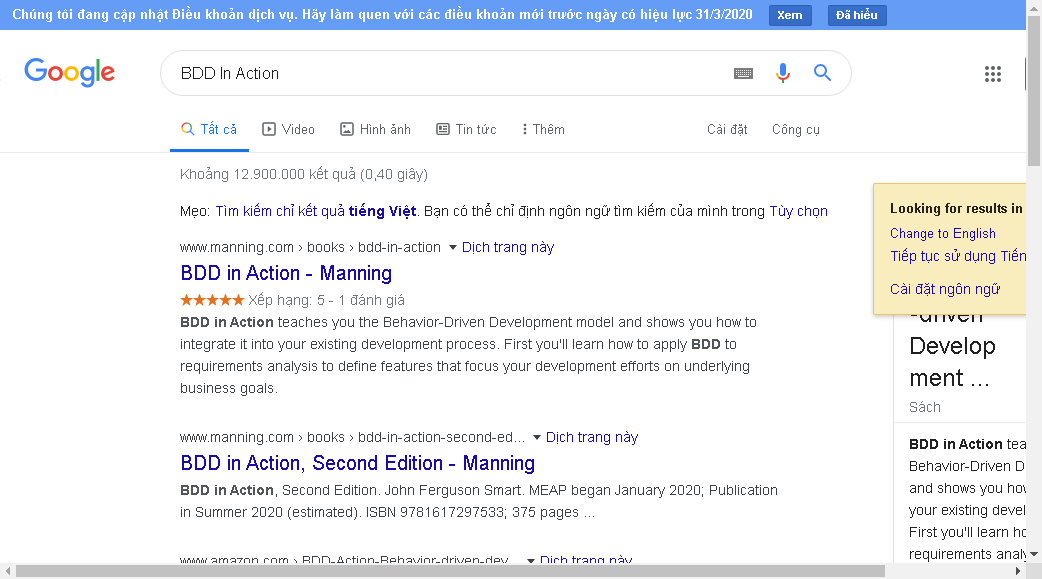 Chúng tôi đang cập nhật Điều khoản dịch vụ. Hãy làm quen với các điều khoản mới trước ngày có hiệu lực 31/3/2020 Xem Đã hiểu
Google
BDD In Action
Tất cả Video Hình ảnh Tin tức Thêm Cài đặt Công cụ
Khoảng 12.900.000 kết quả (0,40 giây)
Mẹo: Tìm kiếm chỉ kết quả tiếng Việt. Bạn có thể chỉ định ngôn ngữ tìm kiếm của mình trong Tùy chọn
www.manning.com › books › bdd-in-action Dịch trang này
BDD in Action - Manning
Xếp hạng: 5 - 1 đánh giá
BDD in Action teaches you the Behavior-Driven Development model and shows you how to
integrate it into your existing development process. First you'll learn how to apply BDD to
requirements analysis to define features that focus your development efforts on underlying
business goals.
www.manning.com › books › bdd-in-action-second-ed... Dịch trang này
BDD in Action, Second Edition - Manning
BDD in Action, Second Edition. John Ferguson Smart. MEAP began January 2020; Publication
in Summer 2020 (estimated). ISBN 9781617297533; 375 pages ...
www.amazon.com › BDD-Action-Behavior-driven-dev... Dịch trang này
Looking for results in
Change to English
Tiếp tục sử dụng Tiến
Cài đặt ngôn ngữ
-driven
Develop
ment ...
Sách
BDD in Action tea
Behavior-Driven D
and shows you how
your existing devel
First you'll learn ho
requirements analy